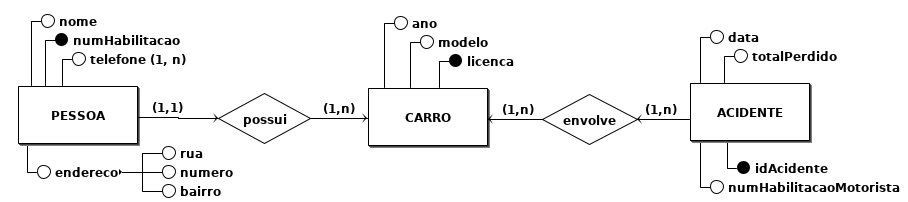 nome
numHabilitacao
telefone (1, n)
PESSOA
endereco
rua
numero
bairro
(1,1)
possui
(1,n)
ano
modelo
licenca
CARRO
(1,n)
envolve
(1,n)
data
totalPerdido
ACIDENTE
idAcidente
numHabilitacaoMotorista